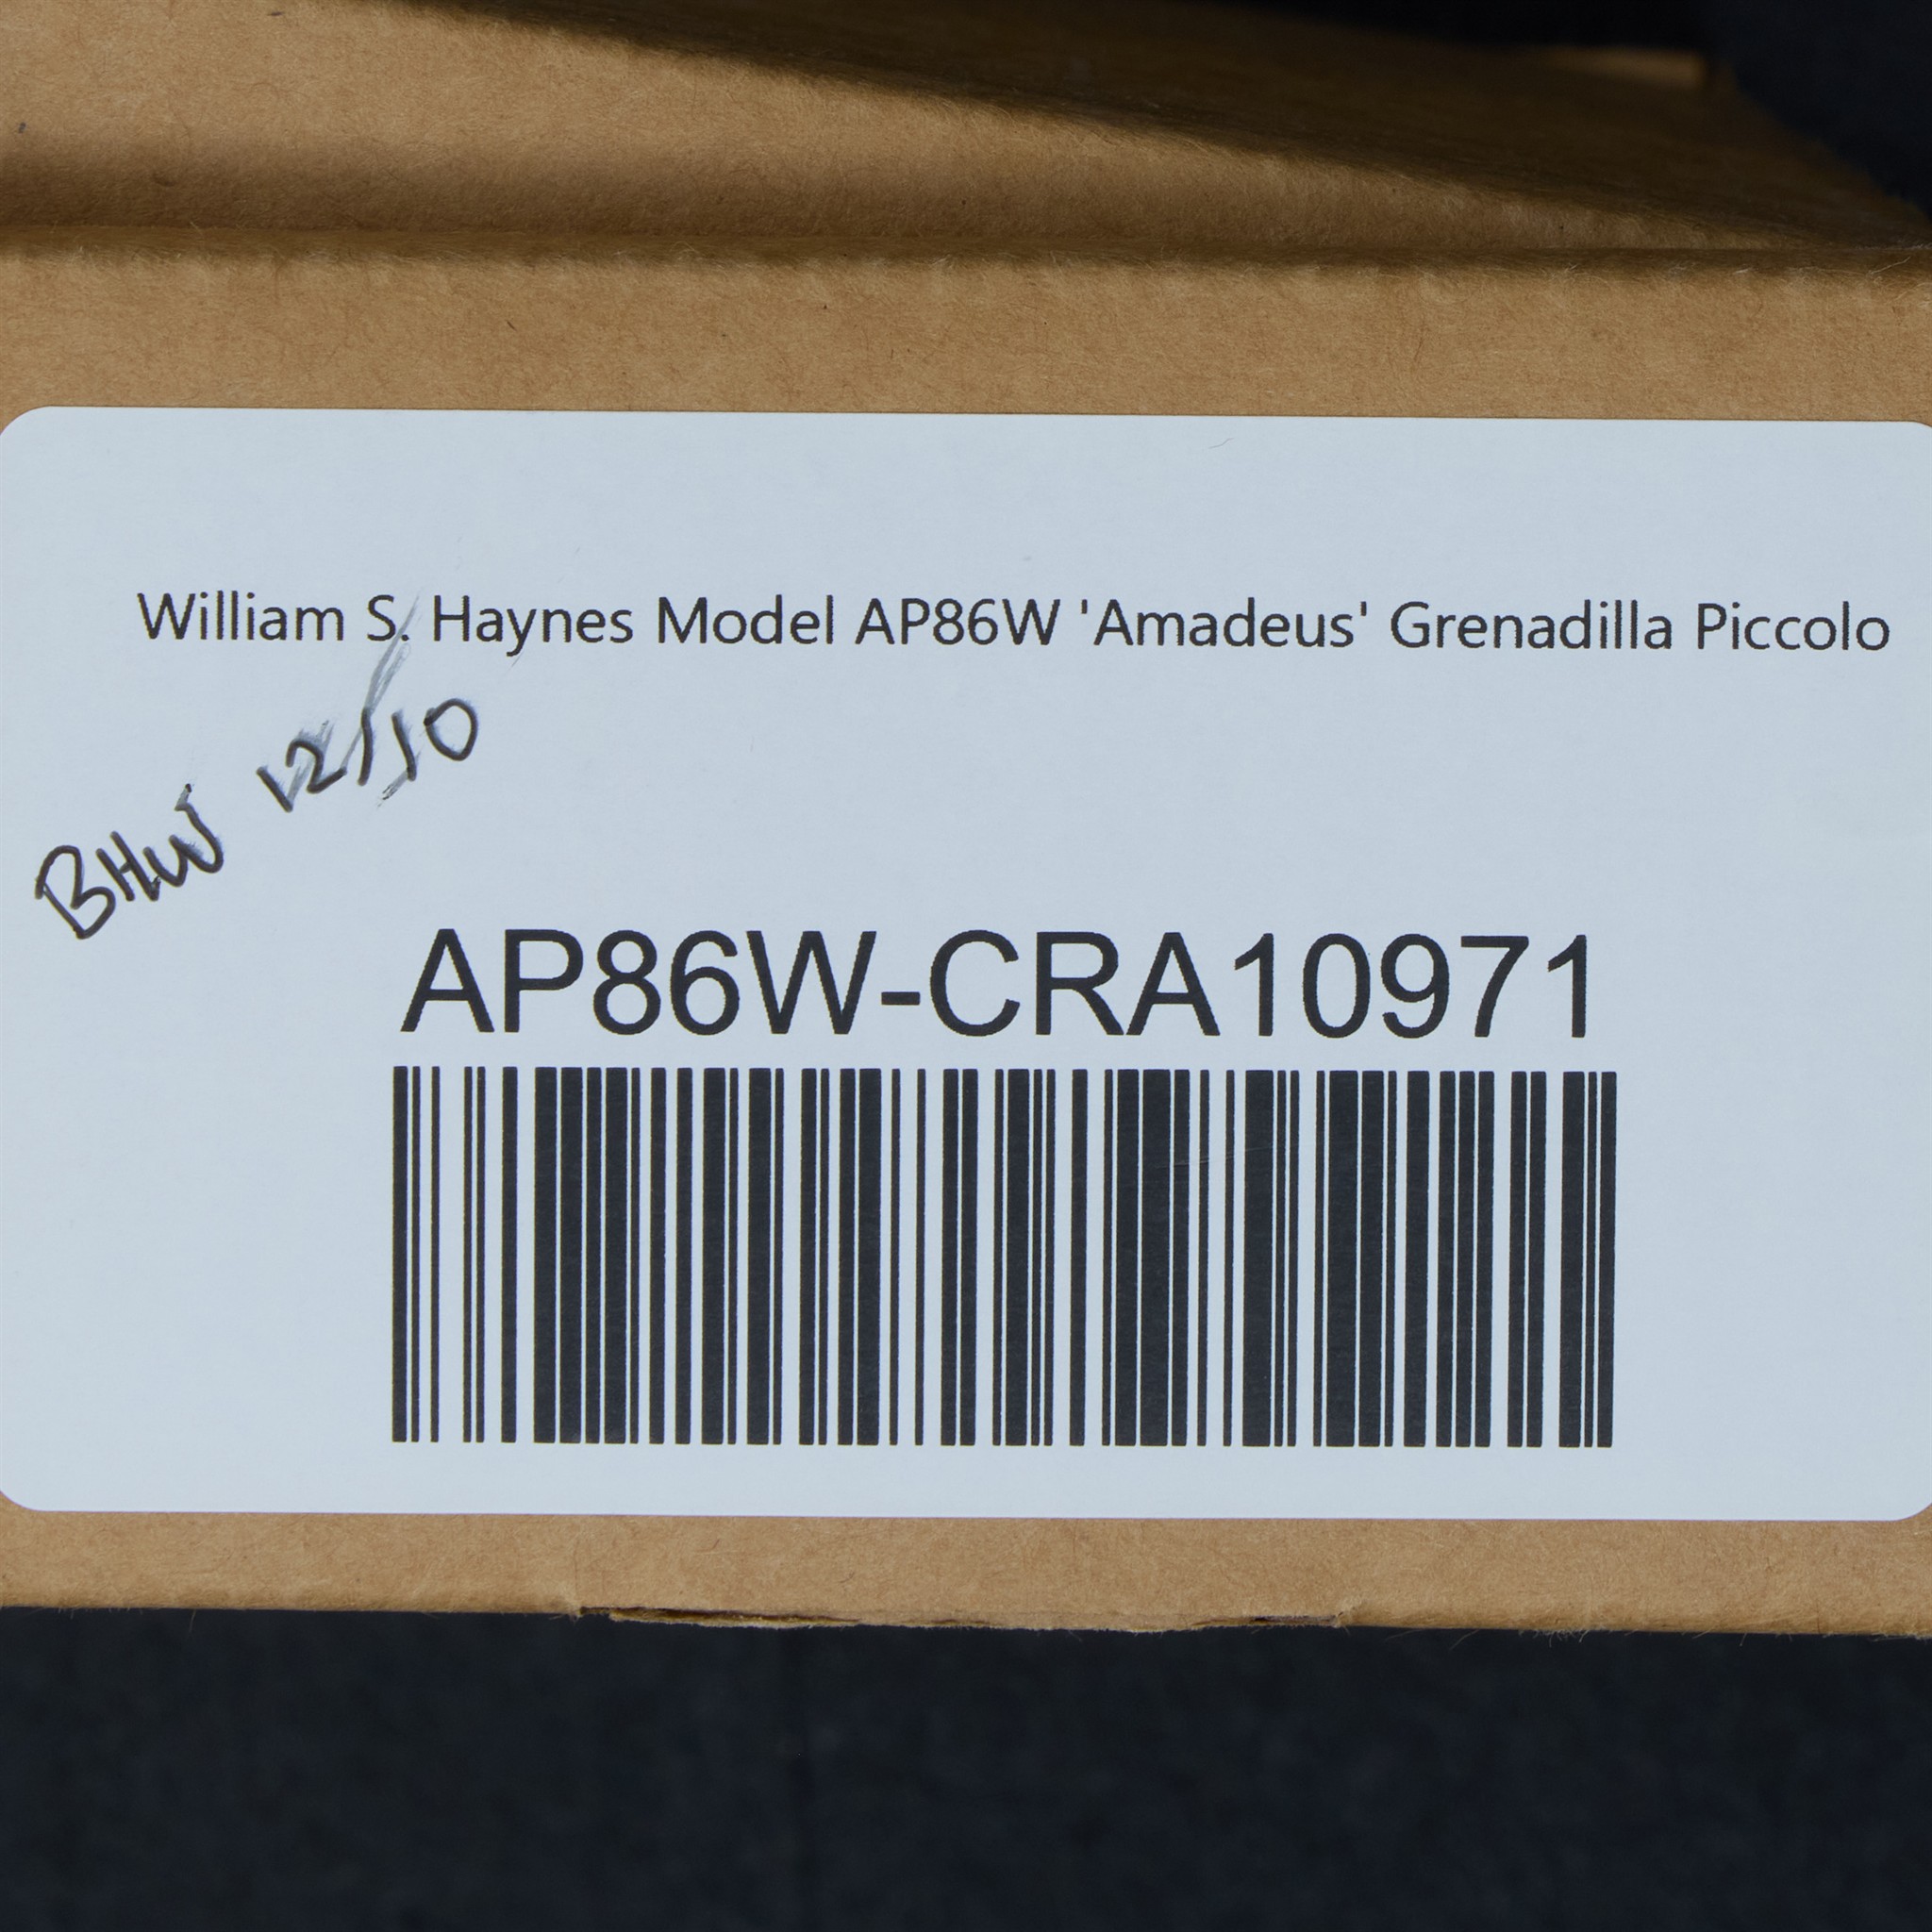 William S. Haynes Model AP86W 'Amadeus' Grenadilla Piccolo
BHW 12/10
AP86W-CRA10971